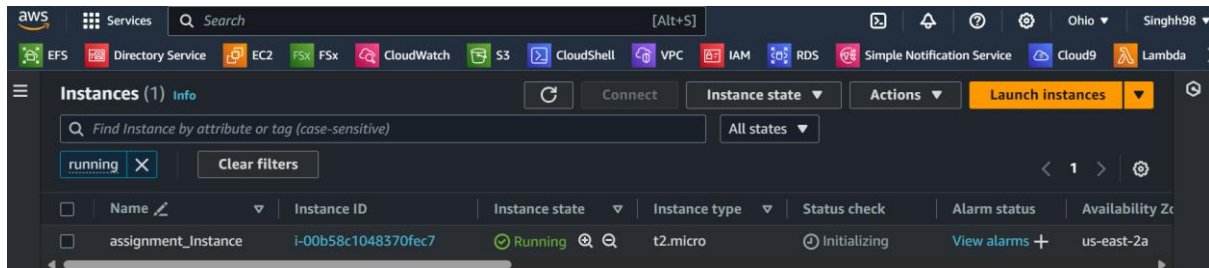 aws Services Search [Alt+S] Ohio ▼ Singhh98 ▼
EFS Directory Service EC2 FSx FSx CloudWatch S3 CloudShell VPC IAM RDS Simple Notification Service Cloud9 Lambda
Instances (1) Info Connect Instance state ▼ Actions ▼ Launch instances ▼
Find Instance by attribute or tag (case-sensitive) All states ▼
running X Clear filters < 1 >
Name Instance ID Instance state Instance type Status check Alarm status Availability Zo
assignment_Instance i-00b58c1048370fec7 Running t2.micro Initializing View alarms + us-east-2a